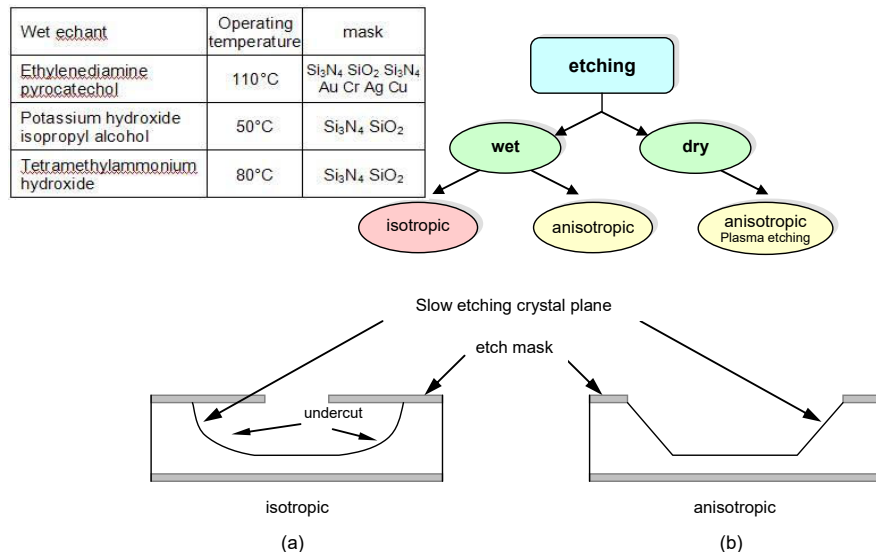 Wet echant
Operating
temperature
mask
Ethylenediamine
pyrocatechol
110°C
Si₃N₄ SiO₂ Si₃N₄
Au Cr Ag Cu
Potassium hydroxide
isopropyl alcohol
50°C
Si₃N₄ SiO₂
Tetramethylammonium
hydroxide
80°C
Si₃N₄ SiO₂
etching
wet
dry
isotropic
anisotropic
anisotropic
Plasma etching
Slow etching crystal plane
etch mask
undercut
isotropic
anisotropic
(a)
(b)